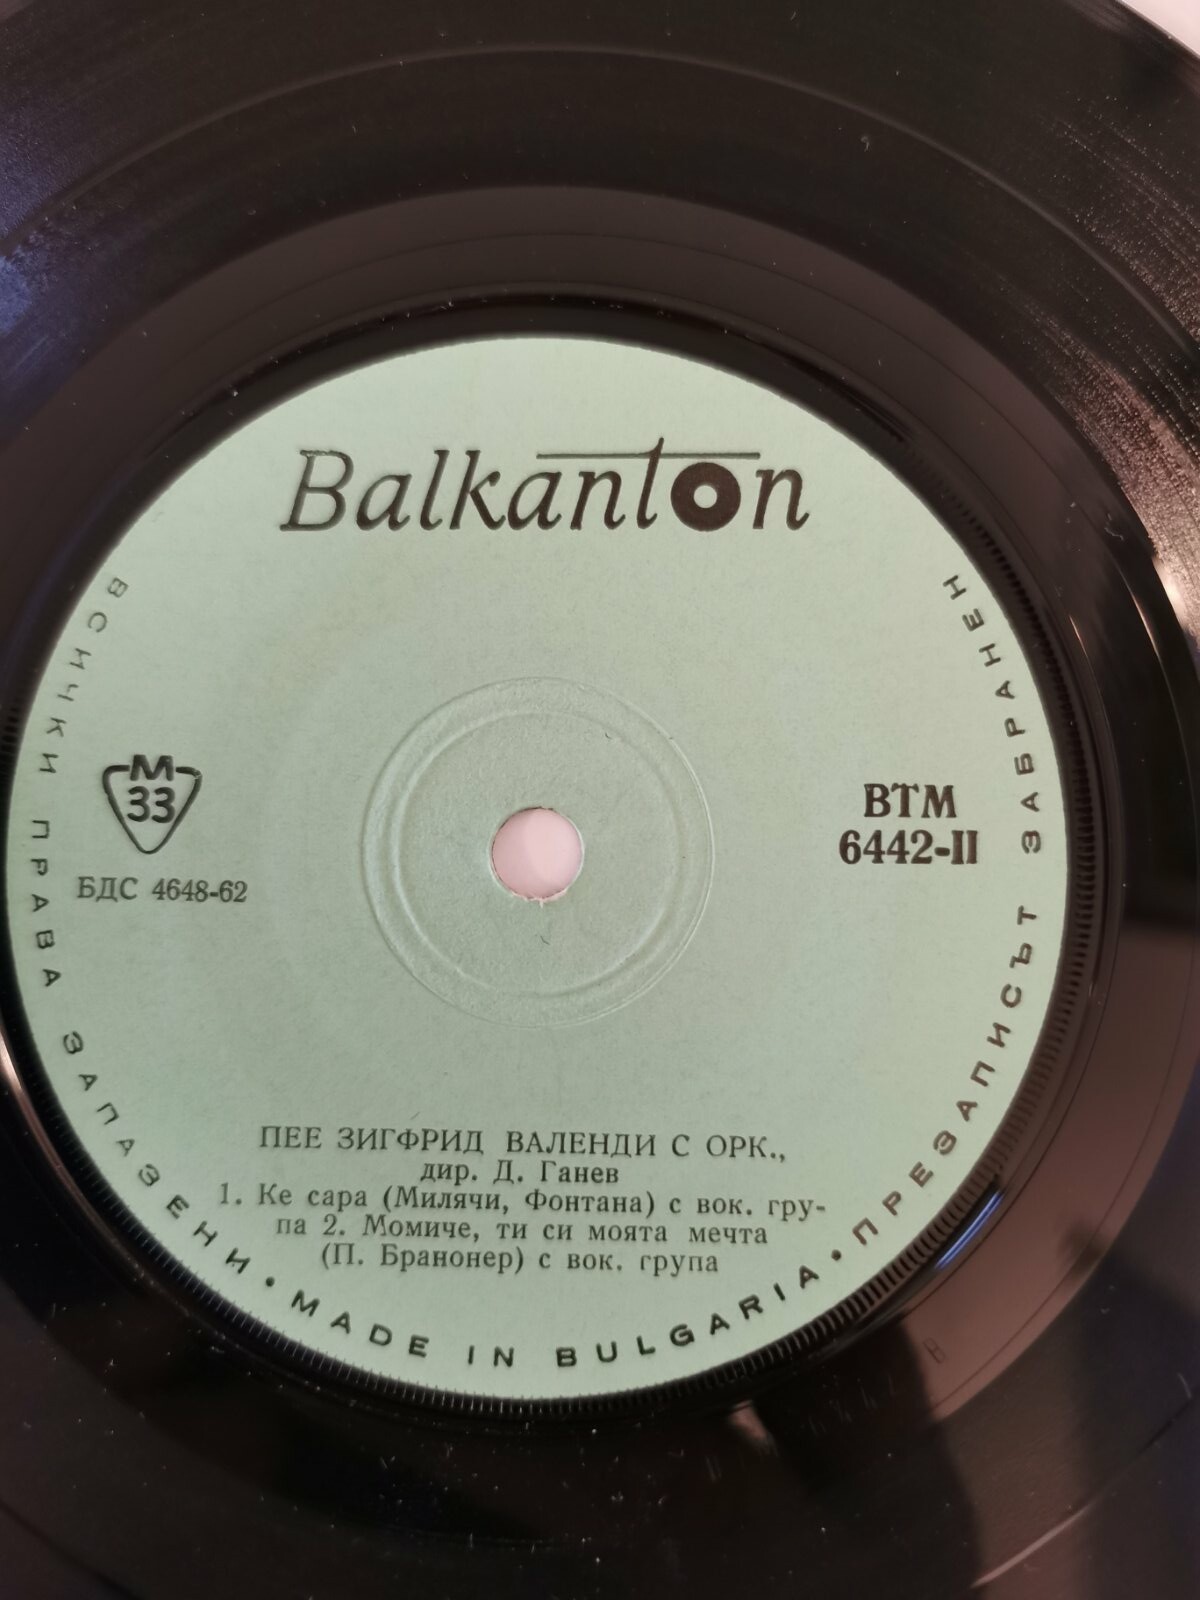 Balkanton
М
33
БДС 4648-62
ВТМ
6442-II
ПЕЕ ЗИГФРИД ВАЛЕНДИ С ОРК.,
дир. Д. Ганев
1. Ке сара (Милячи, Фонтана) с вок. гру-
па 2. Момиче, ти си моята мечта
(П. Бранонер) с вок. група
ВСИЧКИ ПРАВА ЗАПАЗЕНИ • MADE IN BULGARIA • ПРЕЗАПИСЪТ ЗАБРАНЕН